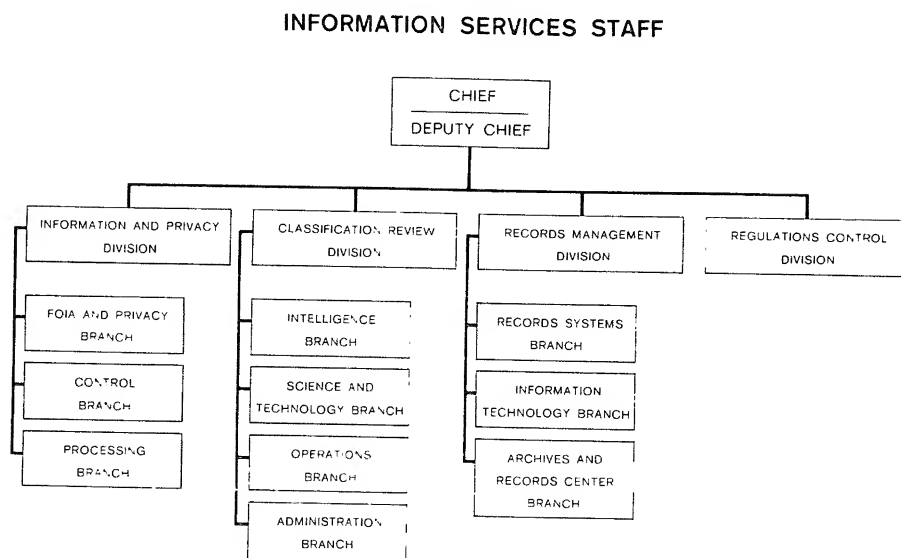 INFORMATION SERVICES STAFF
CHIEF
DEPUTY CHIEF
INFORMATION AND PRIVACY
DIVISION
FOIA AND PRIVACY
BRANCH
CONTROL
BRANCH
PROCESSING
BRANCH
CLASSIFICATION REVIEW
DIVISION
INTELLIGENCE
BRANCH
SCIENCE AND
TECHNOLOGY BRANCH
OPERATIONS
BRANCH
ADMINISTRATION
BRANCH
RECORDS MANAGEMENT
DIVISION
RECORDS SYSTEMS
BRANCH
INFORMATION
TECHNOLOGY BRANCH
ARCHIVES AND
RECORDS CENTER
BRANCH
REGULATIONS CONTROL
DIVISION